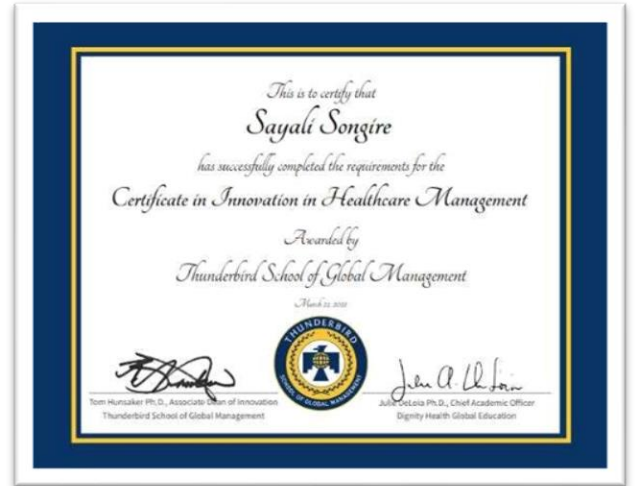 This is to certify that
Sayali Songire
has successfully completed the requirements for the
Certificate in Innovation in Healthcare Management
Awarded by
Thunderbird School of Global Management
March 22,
THUNDERBIRD
SCHOOL OF GLOBAL MANAGEMENT
Tom Hunsaker Ph.D., Associate Dean of Innovation
Thunderbird School of Global Management
Julie DeLoia Ph.D., Chief Academic Officer
Dignity Health Global Education